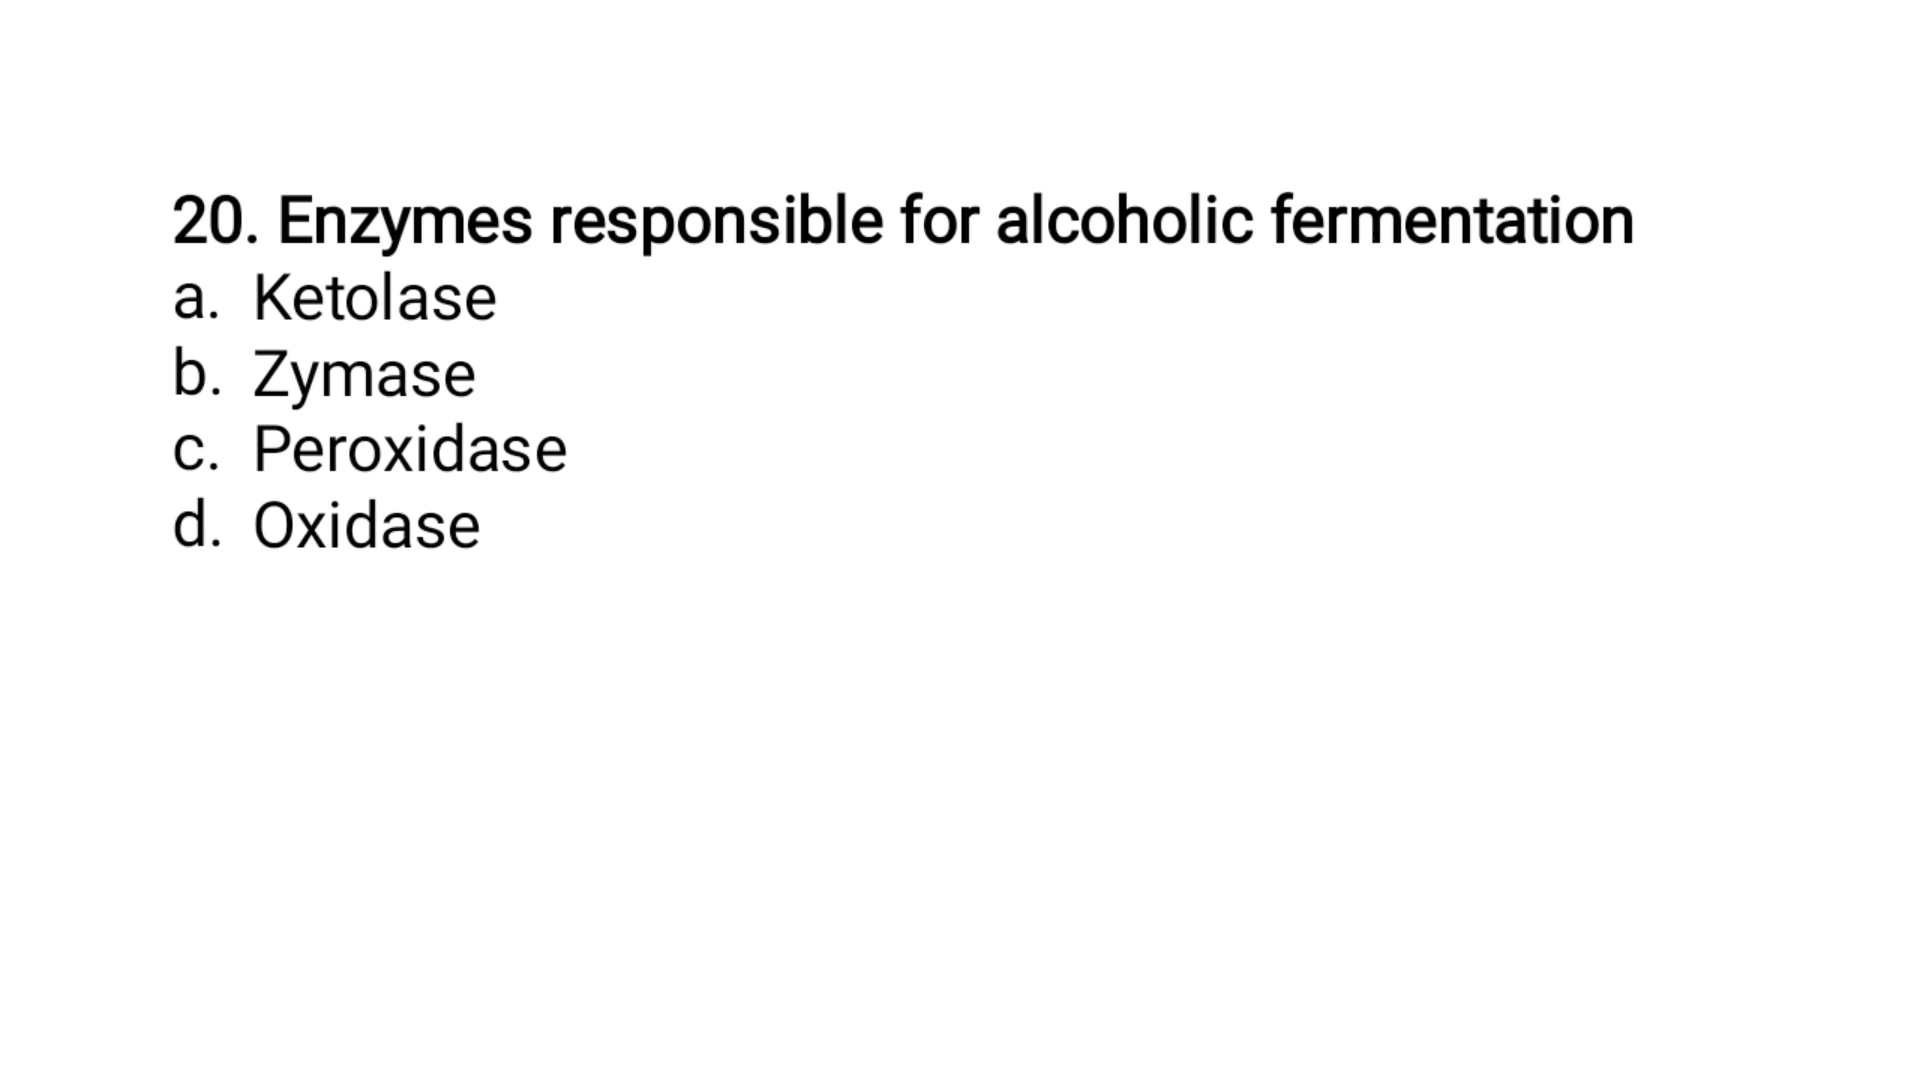 20. Enzymes responsible for alcoholic fermentation
a. Ketolase
b. Zymase
c. Peroxidase
d. Oxidase